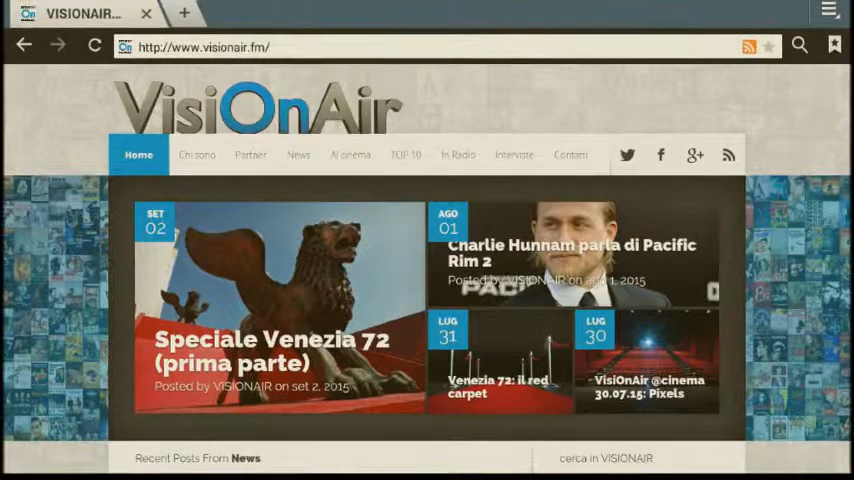 VISIONAIR...
http://www.visionair.fm/
VisiOnAir
Home Chi sono Partner News Al cinema TOP 10 In Radio Interviste Contatti
SET
02
Speciale Venezia 72
(prima parte)
Posted by VISIONAIR on set 2, 2015
AGO
01
Charlie Hunnam parla di Pacific
Rim 2
Posted by VISIONAIR on ago 1, 2015
LUG
31
Venezia 72: il red
carpet
LUG
30
VisiOnAir @cinema
30.07.15: Pixels
Recent Posts From News
cerca in VISIONAIR